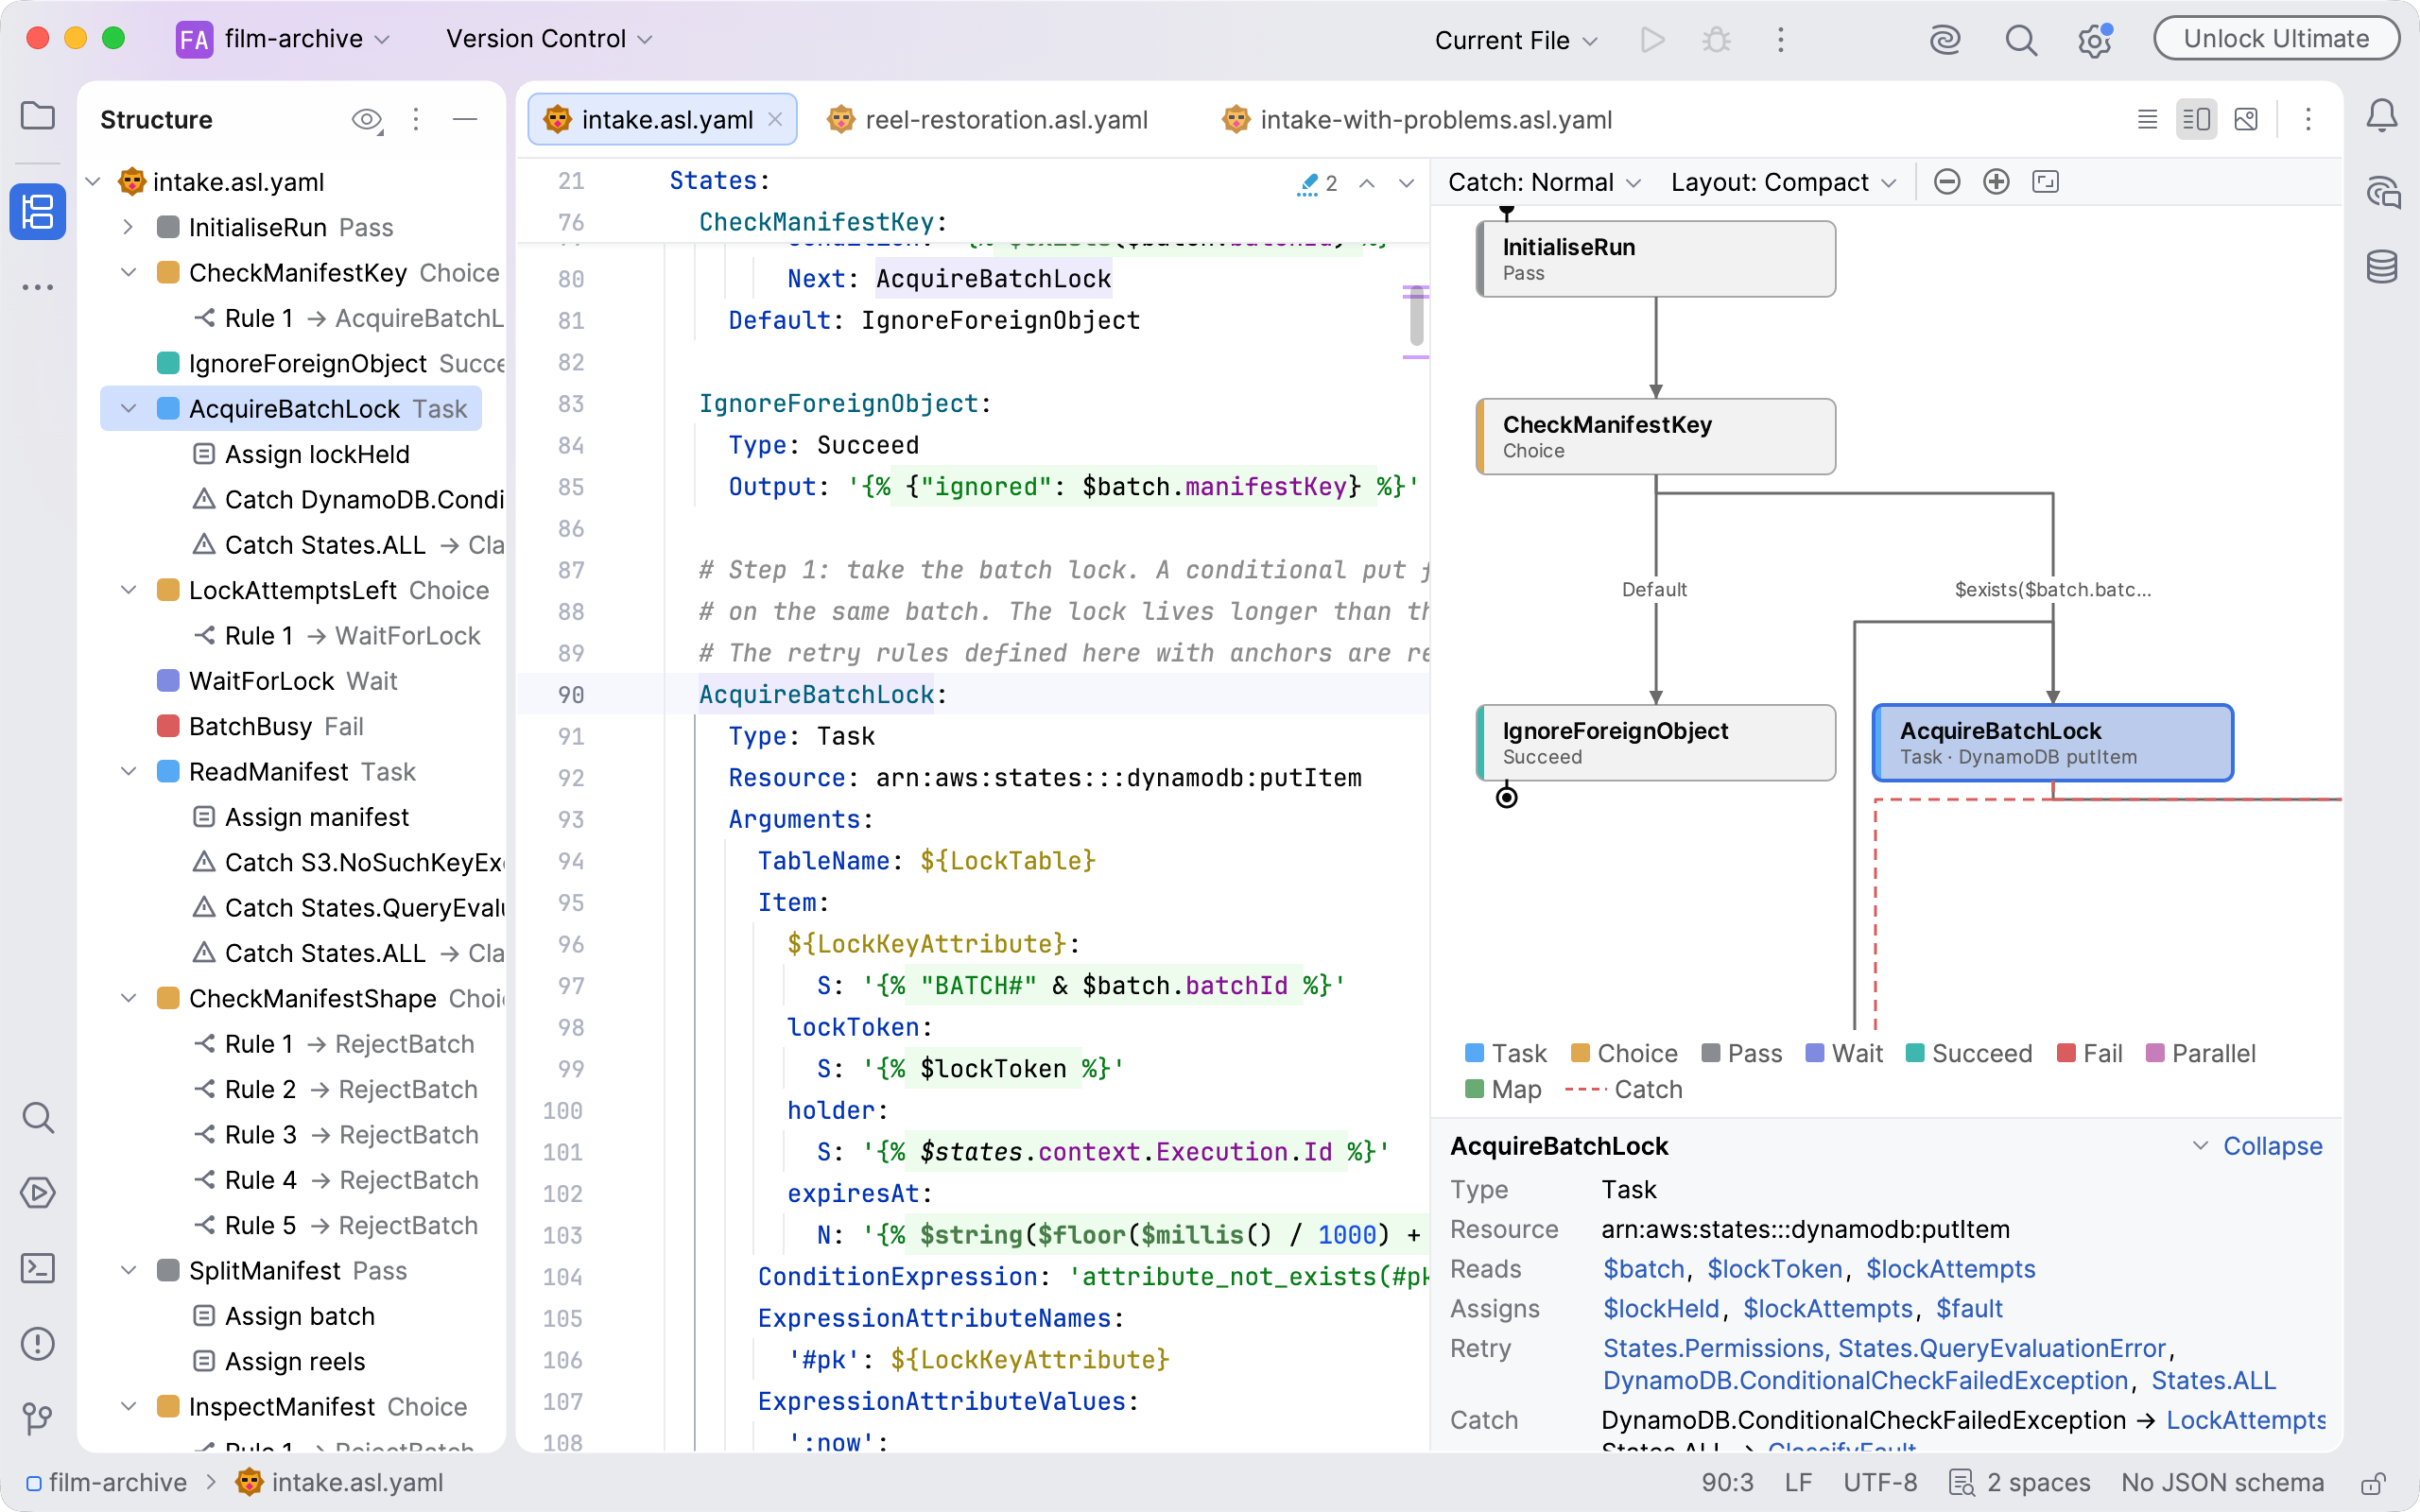 FA film-archive
Version Control
Current File
Unlock Ultimate
Structure
intake.asl.yaml
InitialiseRun Pass
CheckManifestKey Choice
Rule 1 → AcquireBatchL
IgnoreForeignObject Succe
AcquireBatchLock Task
Assign lockHeld
Catch DynamoDB.Condi
Catch States.ALL → Cla
LockAttemptsLeft Choice
Rule 1 → WaitForLock
WaitForLock Wait
BatchBusy Fail
ReadManifest Task
Assign manifest
Catch S3.NoSuchKeyEx
Catch States.QueryEvalu
Catch States.ALL → Cla
CheckManifestShape Choi
Rule 1 → RejectBatch
Rule 2 → RejectBatch
Rule 3 → RejectBatch
Rule 4 → RejectBatch
Rule 5 → RejectBatch
SplitManifest Pass
Assign batch
Assign reels
InspectManifest Choice
Rule 1 → RejectBatch
intake.asl.yaml
reel-restoration.asl.yaml
intake-with-problems.asl.yaml
2
21 States:
76 CheckManifestKey:
Condition: '{% $exists($batch.batchId) %}'
80 Next: AcquireBatchLock
81 Default: IgnoreForeignObject
82
83 IgnoreForeignObject:
84 Type: Succeed
85 Output: '{% {"ignored": $batch.manifestKey} %}'
86
87 # Step 1: take the batch lock. A conditional put
88 # on the same batch. The lock lives longer than th
89 # The retry rules defined here with anchors are re
90 AcquireBatchLock:
91 Type: Task
92 Resource: arn:aws:states:::dynamodb:putItem
93 Arguments:
94 TableName: ${LockTable}
95 Item:
96 ${LockKeyAttribute}:
97 S: '{% "BATCH#" & $batch.batchId %}'
98 lockToken:
99 S: '{% $lockToken %}'
100 holder:
101 S: '{% $states.context.Execution.Id %}'
102 expiresAt:
103 N: '{% $string($floor($millis() / 1000) +
104 ConditionExpression: 'attribute_not_exists(#pk
105 ExpressionAttributeNames:
106 '#pk': ${LockKeyAttribute}
107 ExpressionAttributeValues:
108 ':now':
Catch: Normal
Layout: Compact
InitialiseRun
Pass
CheckManifestKey
Choice
Default
$exists($batch.batc...
IgnoreForeignObject
Succeed
AcquireBatchLock
Task · DynamoDB putItem
Task Choice Pass Wait Succeed Fail Parallel
Map Catch
AcquireBatchLock
Collapse
Type Task
Resource arn:aws:states:::dynamodb:putItem
Reads $batch, $lockToken, $lockAttempts
Assigns $lockHeld, $lockAttempts, $fault
Retry States.Permissions, States.QueryEvaluationError,
DynamoDB.ConditionalCheckFailedException, States.ALL
Catch DynamoDB.ConditionalCheckFailedException → LockAttempts
States.ALL → ClassifyFault
film-archive > intake.asl.yaml
90:3 LF UTF-8 2 spaces No JSON schema